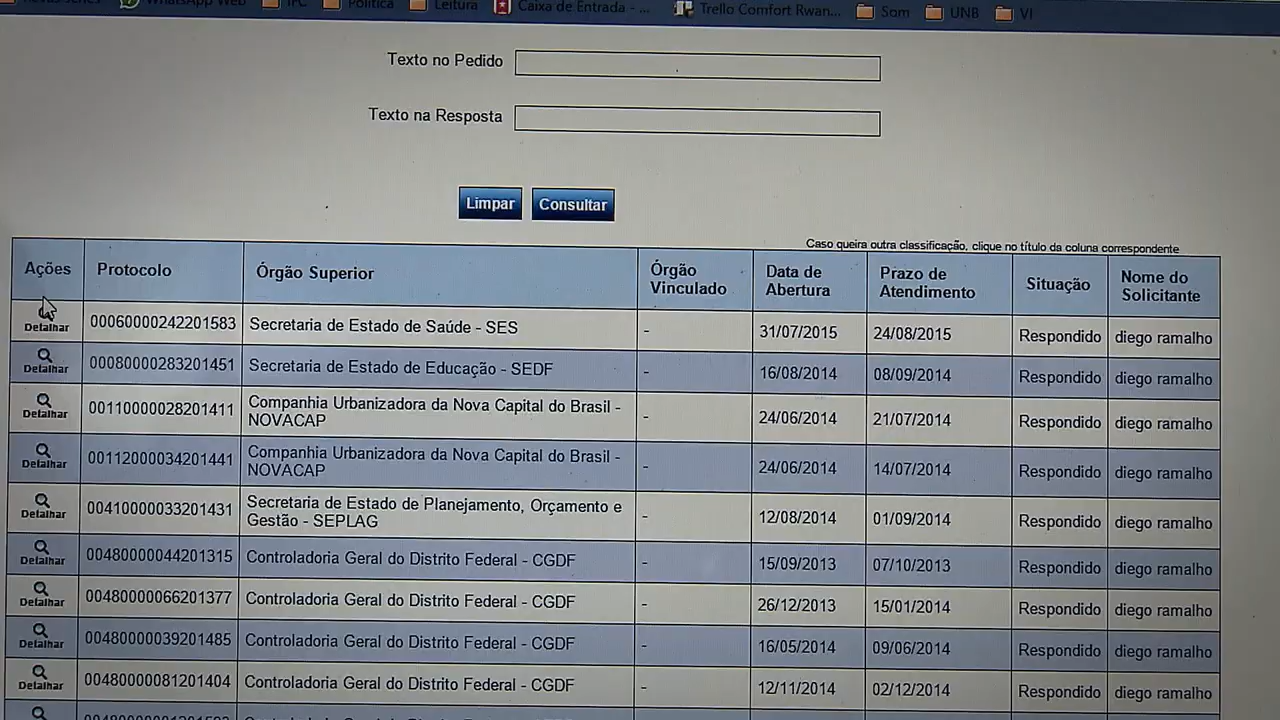 WhatsApp Web
Política
Leitura
Caixa de Entrada - ...
Trello Comfort Rwan...
Som
UNB
VI
Texto no Pedido
Texto na Resposta
Limpar Consultar
Caso queira outra classificação, clique no título da coluna correspondente
Ações Protocolo Órgão Superior Órgão Vinculado Data de Abertura Prazo de Atendimento Situação Nome do Solicitante
Detalhar 00060000242201583 Secretaria de Estado de Saúde - SES - 31/07/2015 24/08/2015 Respondido diego ramalho
Detalhar 00080000283201451 Secretaria de Estado de Educação - SEDF - 16/08/2014 08/09/2014 Respondido diego ramalho
Detalhar 00110000028201411 Companhia Urbanizadora da Nova Capital do Brasil - NOVACAP - 24/06/2014 21/07/2014 Respondido diego ramalho
Detalhar 00112000034201441 Companhia Urbanizadora da Nova Capital do Brasil - NOVACAP - 24/06/2014 14/07/2014 Respondido diego ramalho
Detalhar 00410000033201431 Secretaria de Estado de Planejamento, Orçamento e Gestão - SEPLAG - 12/08/2014 01/09/2014 Respondido diego ramalho
Detalhar 00480000044201315 Controladoria Geral do Distrito Federal - CGDF - 15/09/2013 07/10/2013 Respondido diego ramalho
Detalhar 00480000066201377 Controladoria Geral do Distrito Federal - CGDF - 26/12/2013 15/01/2014 Respondido diego ramalho
Detalhar 00480000039201485 Controladoria Geral do Distrito Federal - CGDF - 16/05/2014 09/06/2014 Respondido diego ramalho
Detalhar 00480000081201404 Controladoria Geral do Distrito Federal - CGDF - 12/11/2014 02/12/2014 Respondido diego ramalho